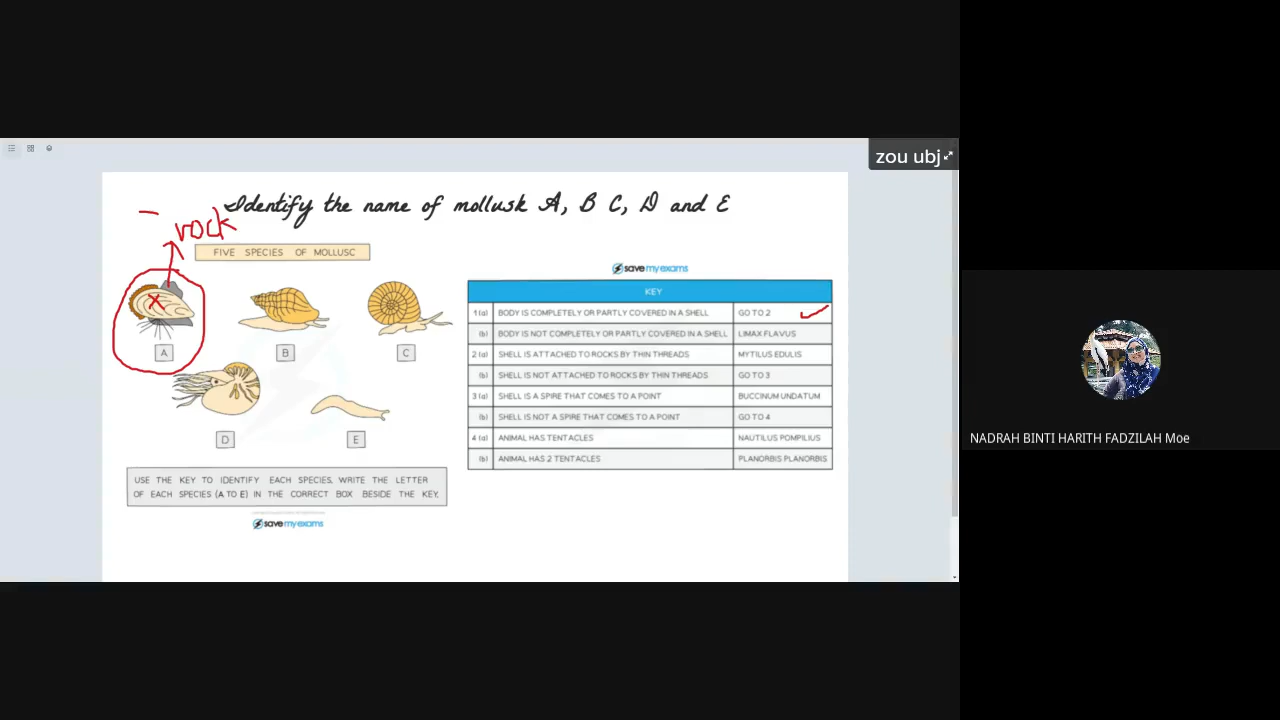 zou ubj
Identify the name of mollusk A, B C, D and E
rock
FIVE SPECIES OF MOLLUSC
A
B
C
D
E
USE THE KEY TO IDENTIFY EACH SPECIES. WRITE THE LETTER
OF EACH SPECIES (A TO E) IN THE CORRECT BOX BESIDE THE KEY.
save my exams
save my exams
KEY
1 (a) BODY IS COMPLETELY OR PARTLY COVERED IN A SHELL GO TO 2
(b) BODY IS NOT COMPLETELY OR PARTLY COVERED IN A SHELL LIMAX FLAVUS
2 (a) SHELL IS ATTACHED TO ROCKS BY THIN THREADS MYTILUS EDULIS
(b) SHELL IS NOT ATTACHED TO ROCKS BY THIN THREADS GO TO 3
3 (a) SHELL IS A SPIRE THAT COMES TO A POINT BUCCINUM UNDATUM
(b) SHELL IS NOT A SPIRE THAT COMES TO A POINT GO TO 4
4 (a) ANIMAL HAS TENTACLES NAUTILUS POMPILIUS
(b) ANIMAL HAS 2 TENTACLES PLANORBIS PLANORBIS
NADRAH BINTI HARITH FADZILAH Moe